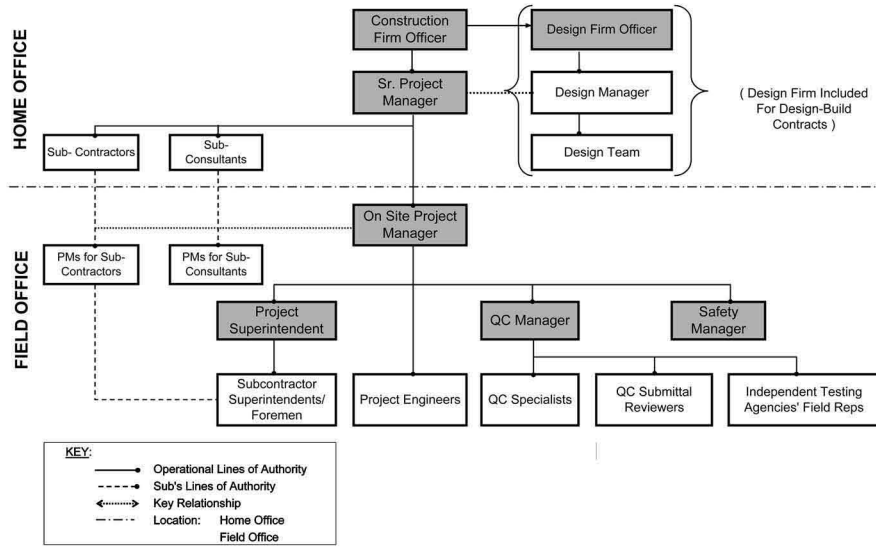 HOME OFFICE
Construction
Firm Officer
Design Firm Officer
Sr. Project
Manager
Design Manager
( Design Firm Included
For Design-Build
Contracts )
Sub- Contractors
Sub-
Consultants
Design Team
FIELD OFFICE
On Site Project
Manager
PMs for Sub-
Contractors
PMs for Sub-
Consultants
Project
Superintendent
QC Manager
Safety
Manager
Subcontractor
Superintendents/
Foremen
Project Engineers
QC Specialists
QC Submittal
Reviewers
Independent Testing
Agencies' Field Reps
KEY:
Operational Lines of Authority
Sub's Lines of Authority
Key Relationship
Location: Home Office
Field Office